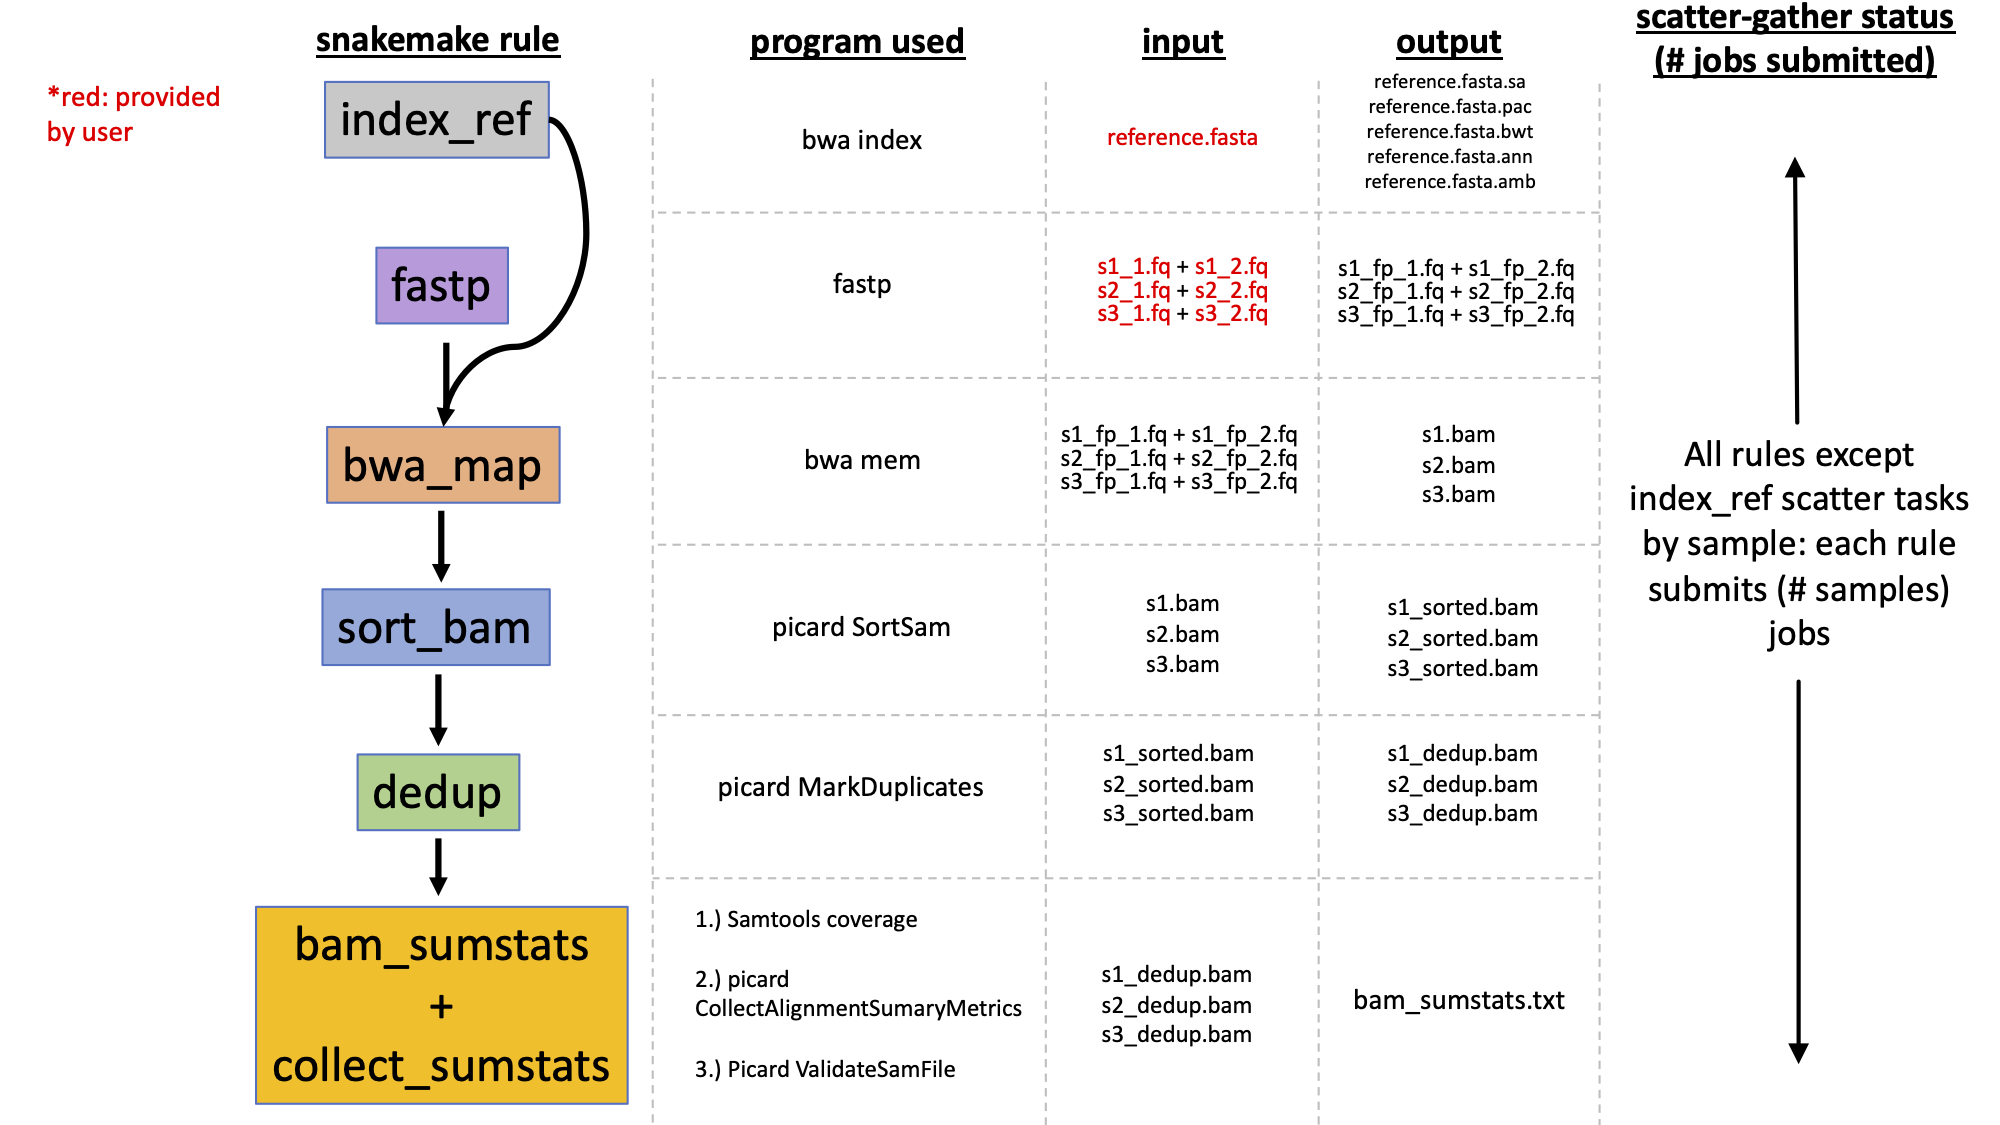 snakemake rule
program used
input
output
scatter-gather status
(# jobs submitted)
*red: provided
by user
index_ref
bwa index
reference.fasta
reference.fasta.sa
reference.fasta.pac
reference.fasta.bwt
reference.fasta.ann
reference.fasta.amb
fastp
fastp
s1_1.fq + s1_2.fq
s2_1.fq + s2_2.fq
s3_1.fq + s3_2.fq
s1_fp_1.fq + s1_fp_2.fq
s2_fp_1.fq + s2_fp_2.fq
s3_fp_1.fq + s3_fp_2.fq
bwa_map
bwa mem
s1_fp_1.fq + s1_fp_2.fq
s2_fp_1.fq + s2_fp_2.fq
s3_fp_1.fq + s3_fp_2.fq
s1.bam
s2.bam
s3.bam
sort_bam
picard SortSam
s1.bam
s2.bam
s3.bam
s1_sorted.bam
s2_sorted.bam
s3_sorted.bam
dedup
picard MarkDuplicates
s1_sorted.bam
s2_sorted.bam
s3_sorted.bam
s1_dedup.bam
s2_dedup.bam
s3_dedup.bam
bam_sumstats
+
collect_sumstats
1.) Samtools coverage
2.) picard
CollectAlignmentSumaryMetrics
3.) Picard ValidateSamFile
s1_dedup.bam
s2_dedup.bam
s3_dedup.bam
bam_sumstats.txt
All rules except
index_ref scatter tasks
by sample: each rule
submits (# samples)
jobs